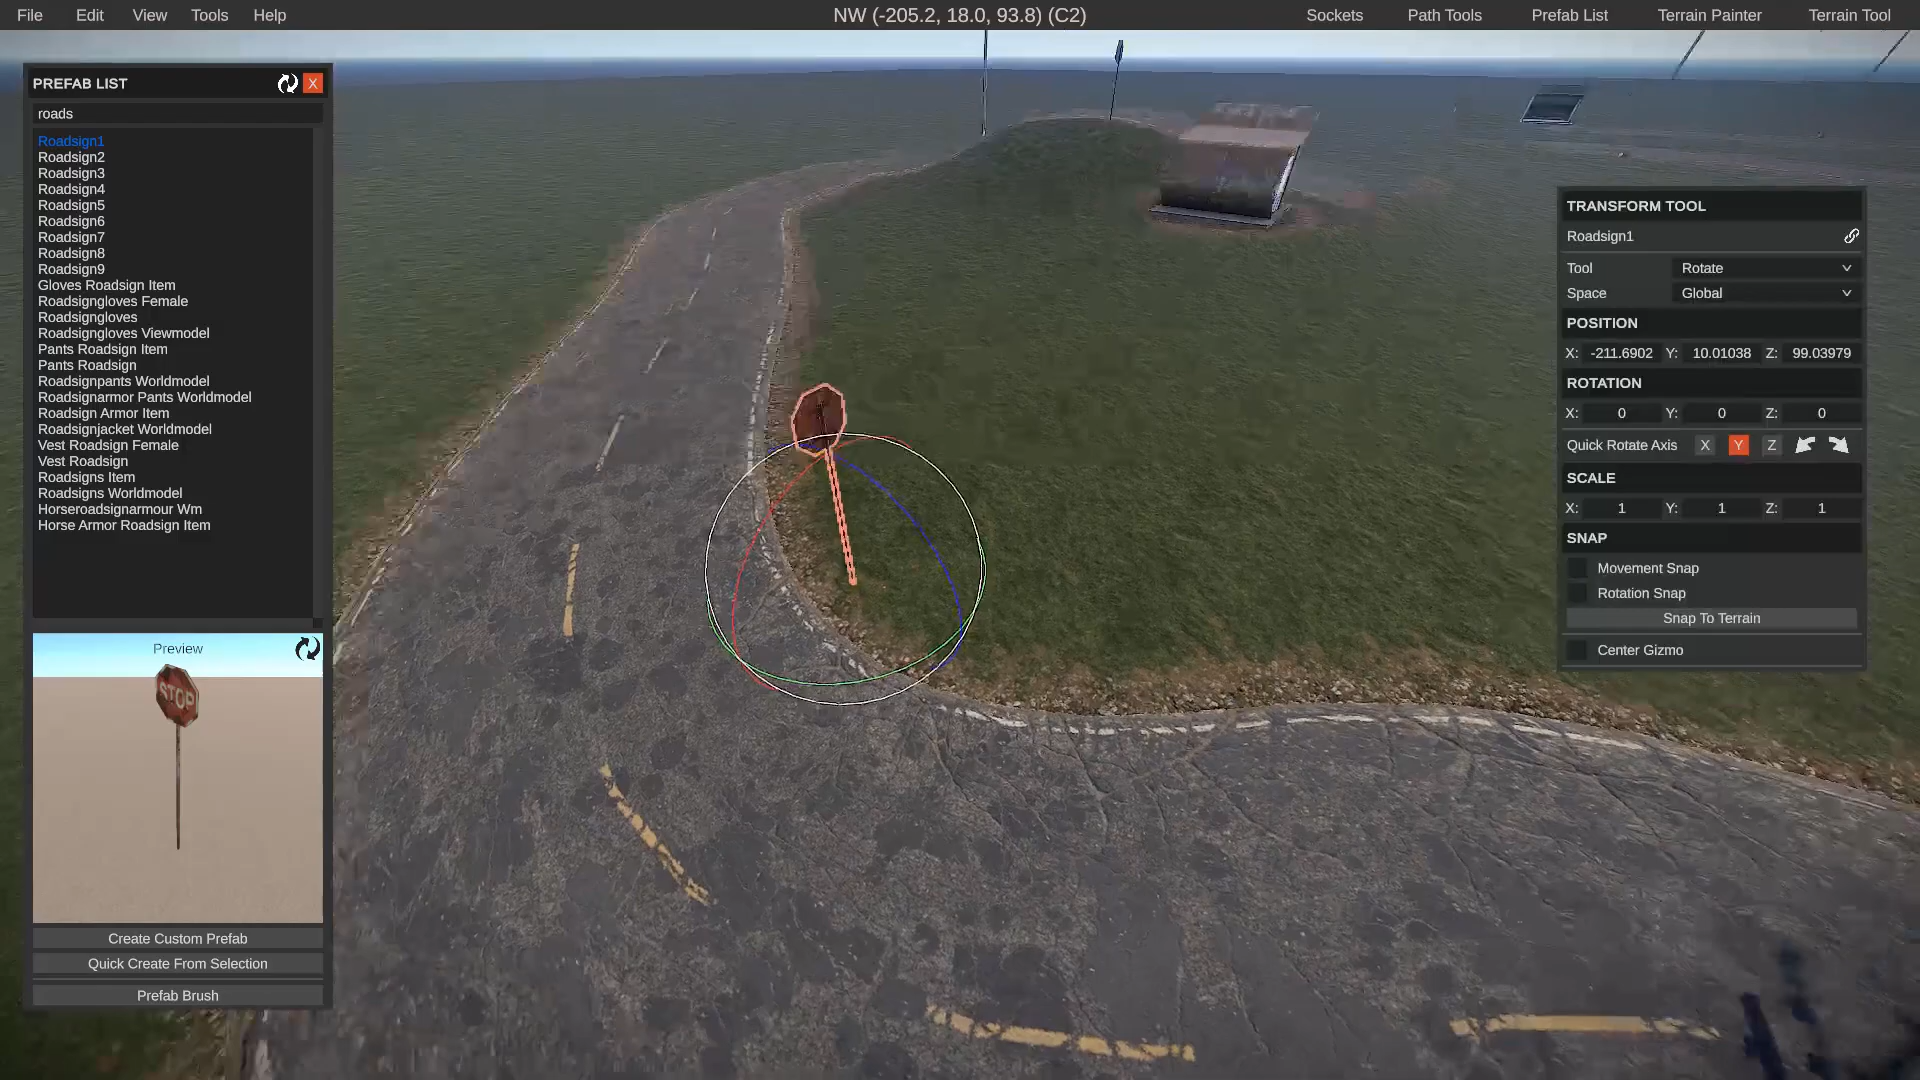 File Edit View Tools Help NW (-205.2, 18.0, 93.8) (C2) Sockets Path Tools Prefab List Terrain Painter Terrain Tool
PREFAB LIST X
roads
Roadsign1
Roadsign2
Roadsign3
Roadsign4
Roadsign5
Roadsign6
Roadsign7
Roadsign8
Roadsign9
Gloves Roadsign Item
Roadsigngloves Female
Roadsigngloves
Roadsigngloves Viewmodel
Pants Roadsign Item
Pants Roadsign
Roadsignpants Worldmodel
Roadsignarmor Pants Worldmodel
Roadsign Armor Item
Roadsignjacket Worldmodel
Vest Roadsign Female
Vest Roadsign
Roadsigns Item
Roadsigns Worldmodel
Horseroadsignarmour Wm
Horse Armor Roadsign Item
Preview
STOP
Create Custom Prefab
Quick Create From Selection
Prefab Brush
TRANSFORM TOOL
Roadsign1
Tool Rotate
Space Global
POSITION
X: -211.6902 Y: 10.01038 Z: 99.03979
ROTATION
X: 0 Y: 0 Z: 0
Quick Rotate Axis X Y Z
SCALE
X: 1 Y: 1 Z: 1
SNAP
Movement Snap
Rotation Snap
Snap To Terrain
Center Gizmo